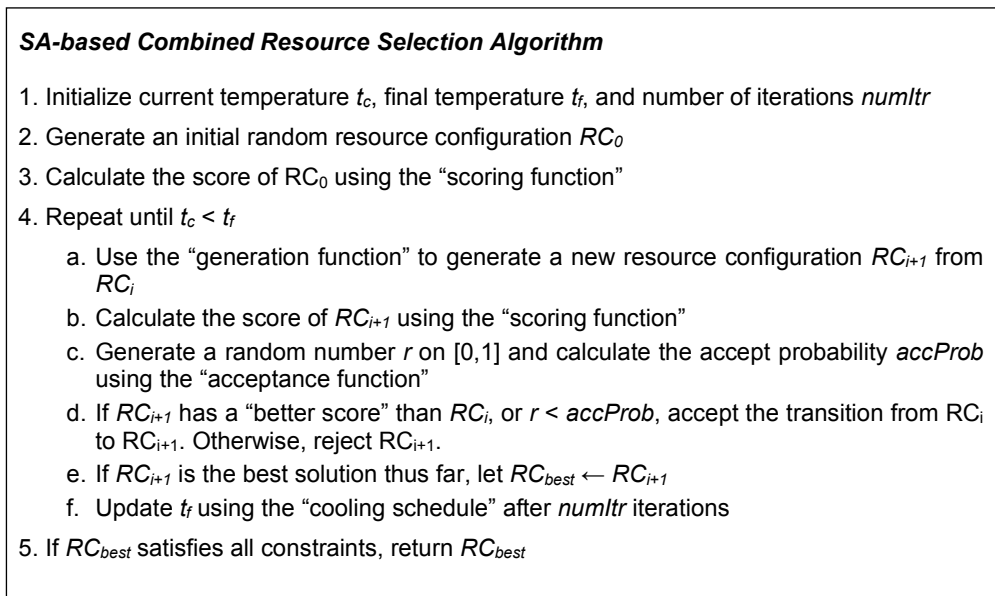 SA-based Combined Resource Selection Algorithm
1. Initialize current temperature tc, final temperature tf, and number of iterations numItr
2. Generate an initial random resource configuration RC0
3. Calculate the score of RC0 using the “scoring function”
4. Repeat until tc < tf
a. Use the “generation function” to generate a new resource configuration RCi+1 from
RCi
b. Calculate the score of RCi+1 using the “scoring function”
c. Generate a random number r on [0,1] and calculate the accept probability accProb
using the “acceptance function”
d. If RCi+1 has a “better score” than RCi, or r < accProb, accept the transition from RCi
to RCi+1. Otherwise, reject RCi+1.
e. If RCi+1 is the best solution thus far, let RCbest ← RCi+1
f. Update tf using the “cooling schedule” after numItr iterations
5. If RCbest satisfies all constraints, return RCbest